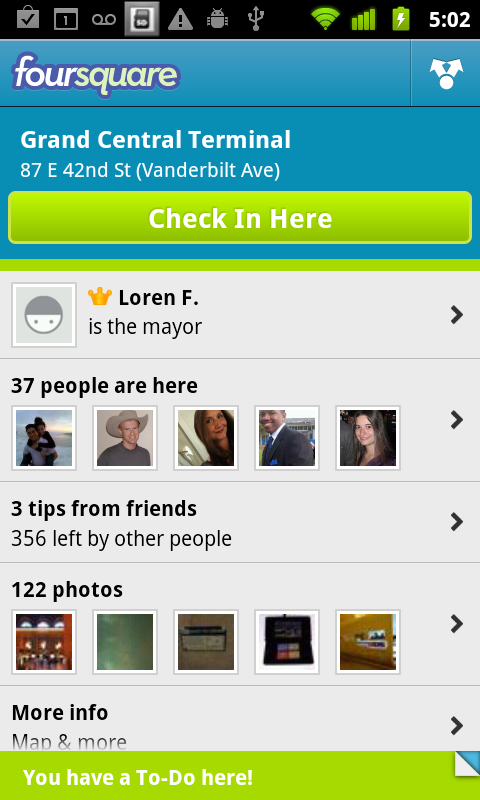 1
5:02
foursquare
Grand Central Terminal
87 E 42nd St (Vanderbilt Ave)
Check In Here
Loren F.
is the mayor
37 people are here
3 tips from friends
356 left by other people
122 photos
More info
Map & more
You have a To-Do here!